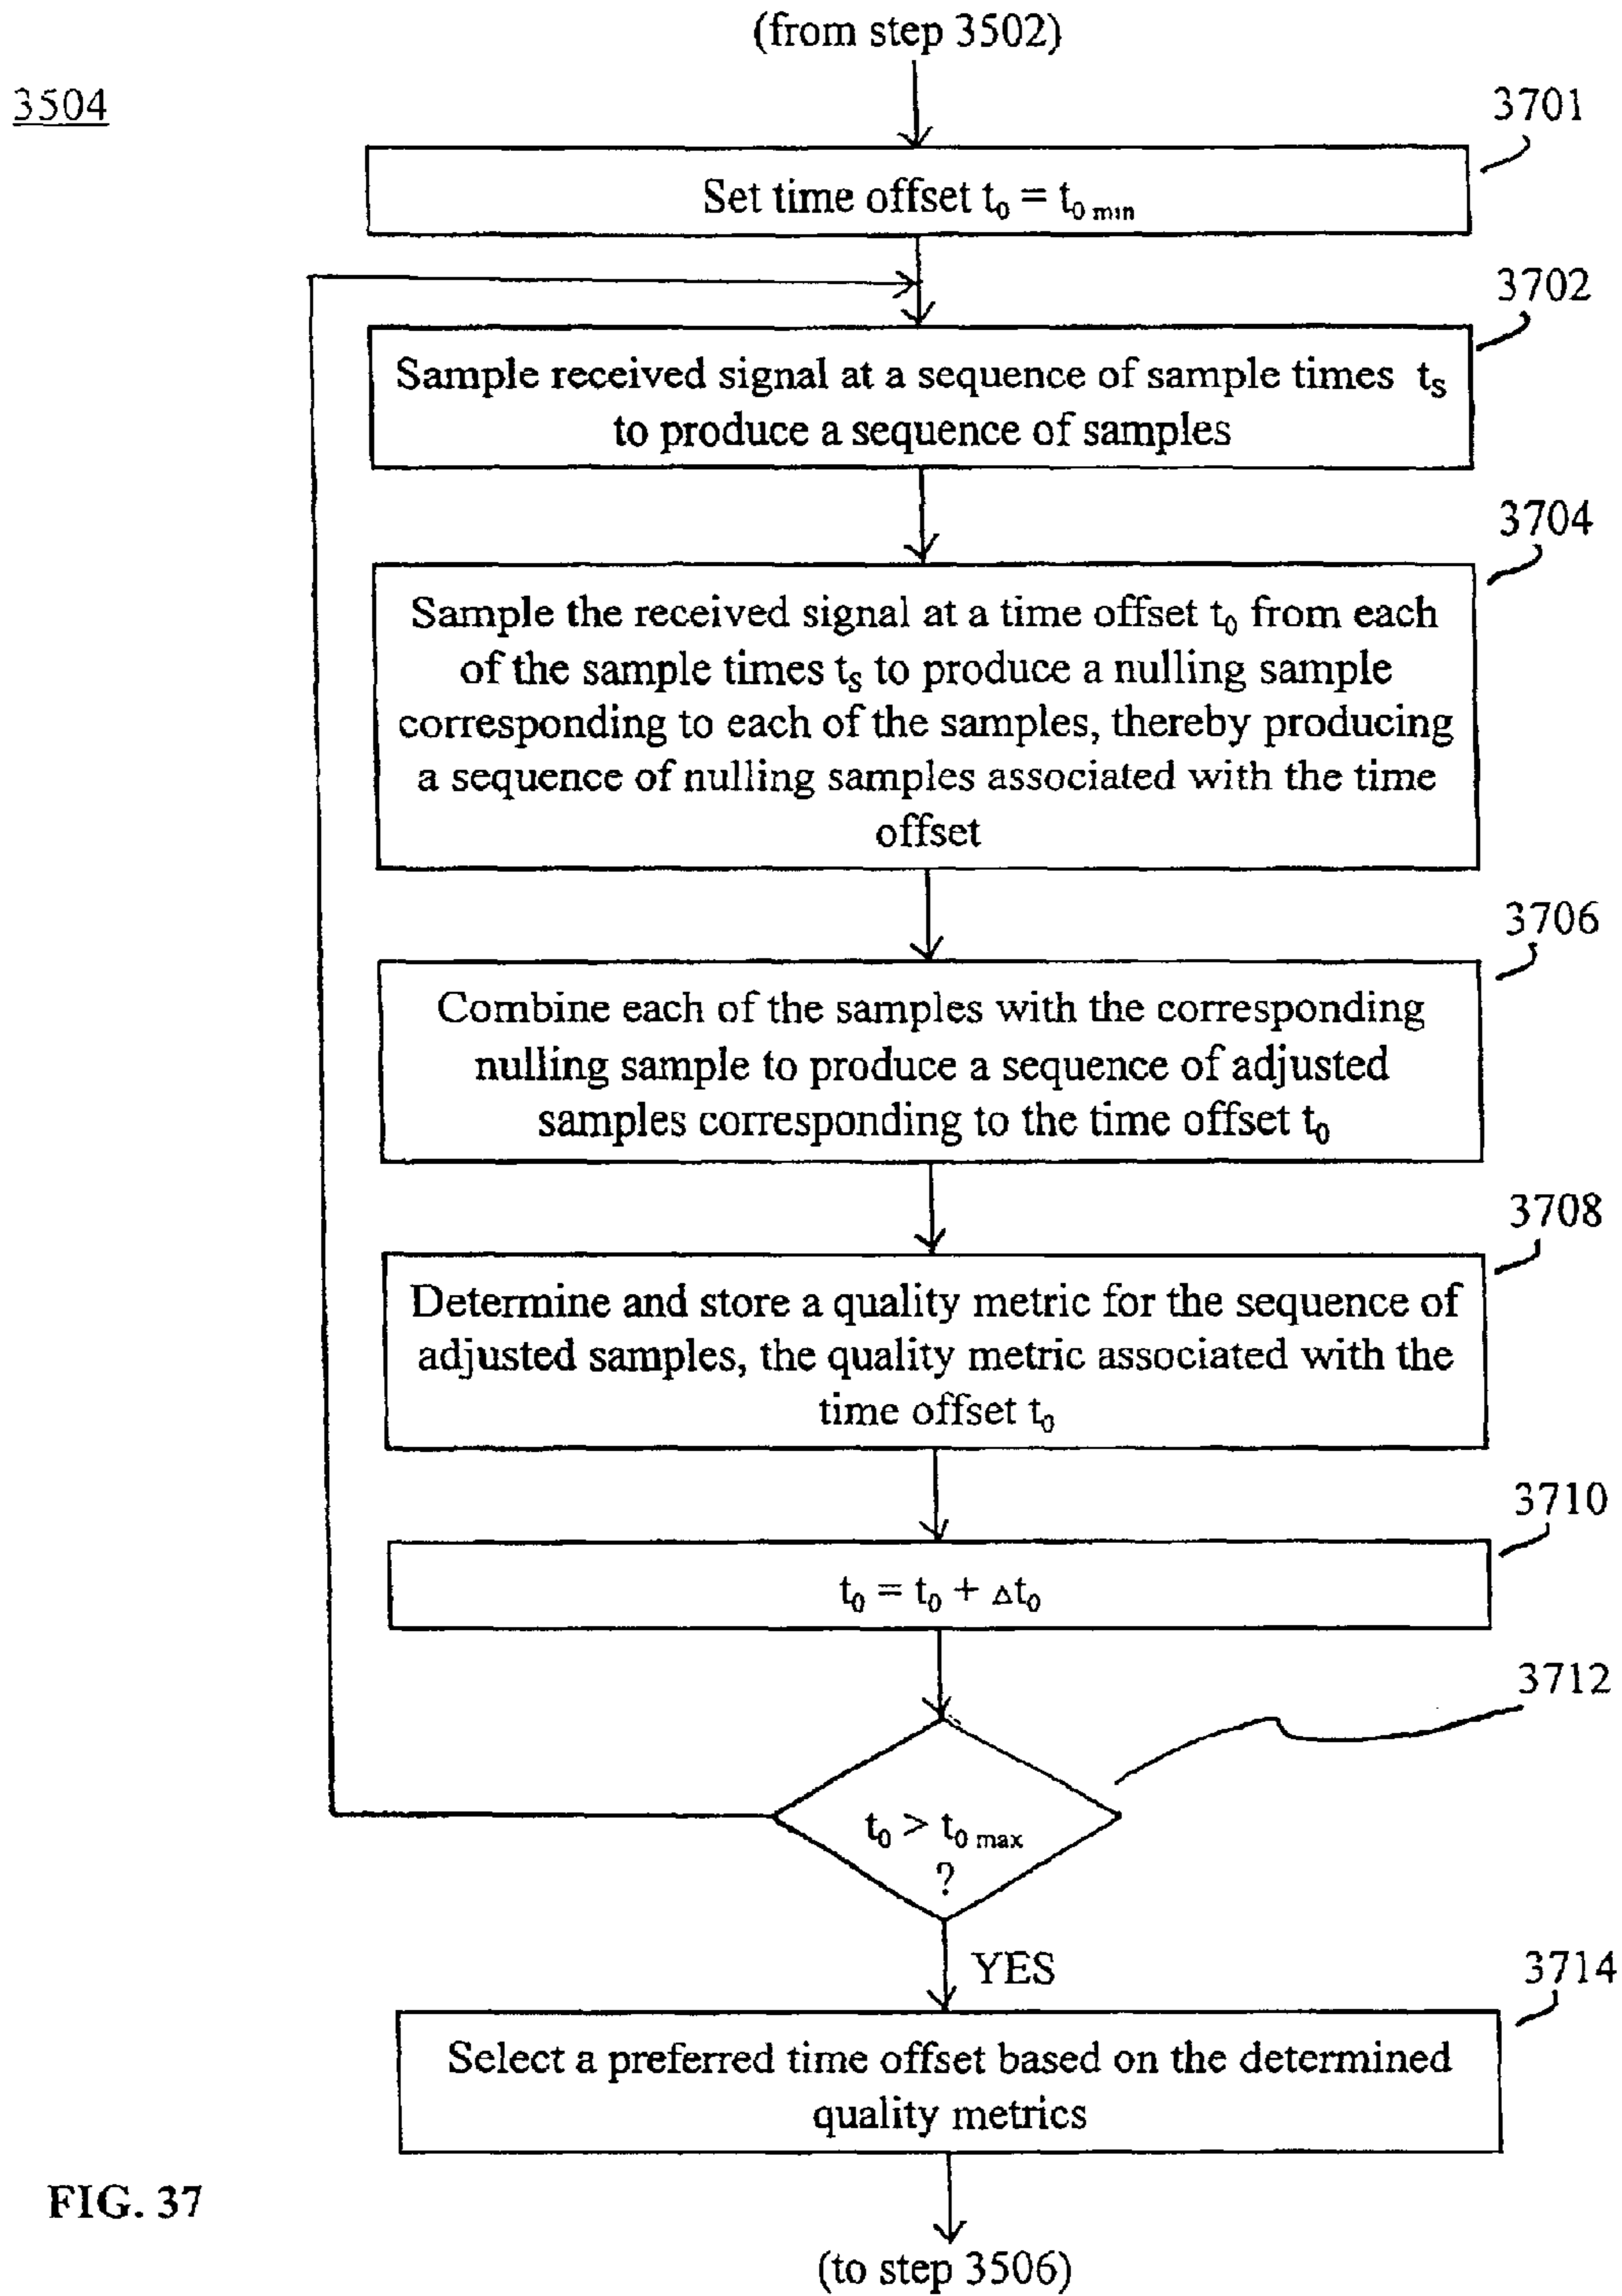 (from step 3502)
3504
3701
Set time offset t₀ = t₀ min
3702
Sample received signal at a sequence of sample times tₛ
to produce a sequence of samples
3704
Sample the received signal at a time offset t₀ from each
of the sample times tₛ to produce a nulling sample
corresponding to each of the samples, thereby producing
a sequence of nulling samples associated with the time
offset
3706
Combine each of the samples with the corresponding
nulling sample to produce a sequence of adjusted
samples corresponding to the time offset t₀
3708
Determine and store a quality metric for the sequence of
adjusted samples, the quality metric associated with the
time offset t₀
3710
t₀ = t₀ + Δt₀
3712
t₀ > t₀ max
?
YES
3714
Select a preferred time offset based on the determined
quality metrics
FIG. 37
(to step 3506)